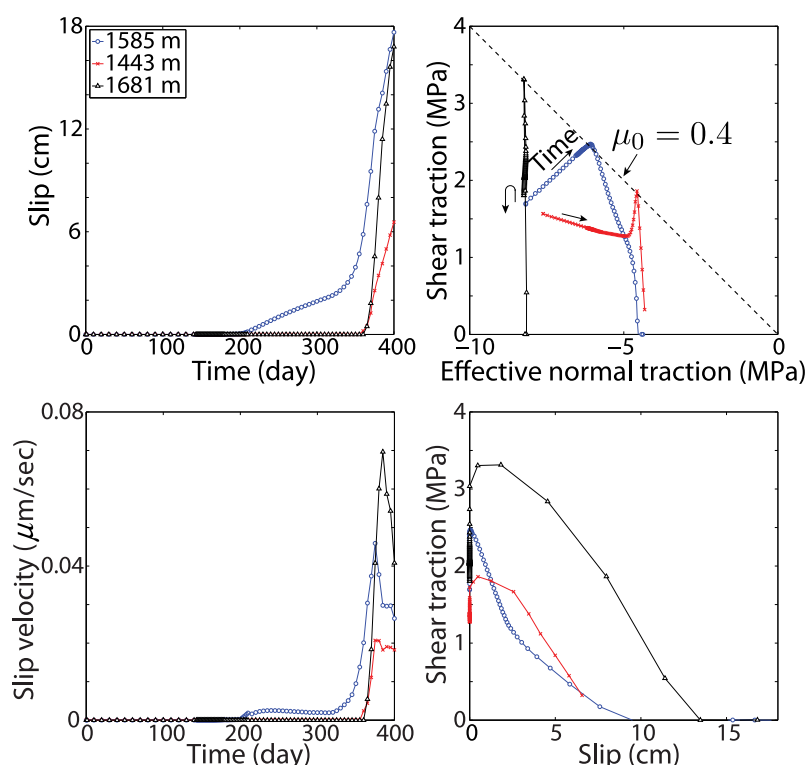 18
12
6
0
Slip (cm)
1585 m
1443 m
1681 m
0 100 200 300 400
Time (day)
4
3
2
1
0
Shear traction (MPa)
Time
μ0 = 0.4
−10 −5 0
Effective normal traction (MPa)
0.08
0.04
0
Slip velocity (μm/sec)
0 100 200 300 400
Time (day)
4
3
2
1
0
Shear traction (MPa)
0 5 10 15
Slip (cm)